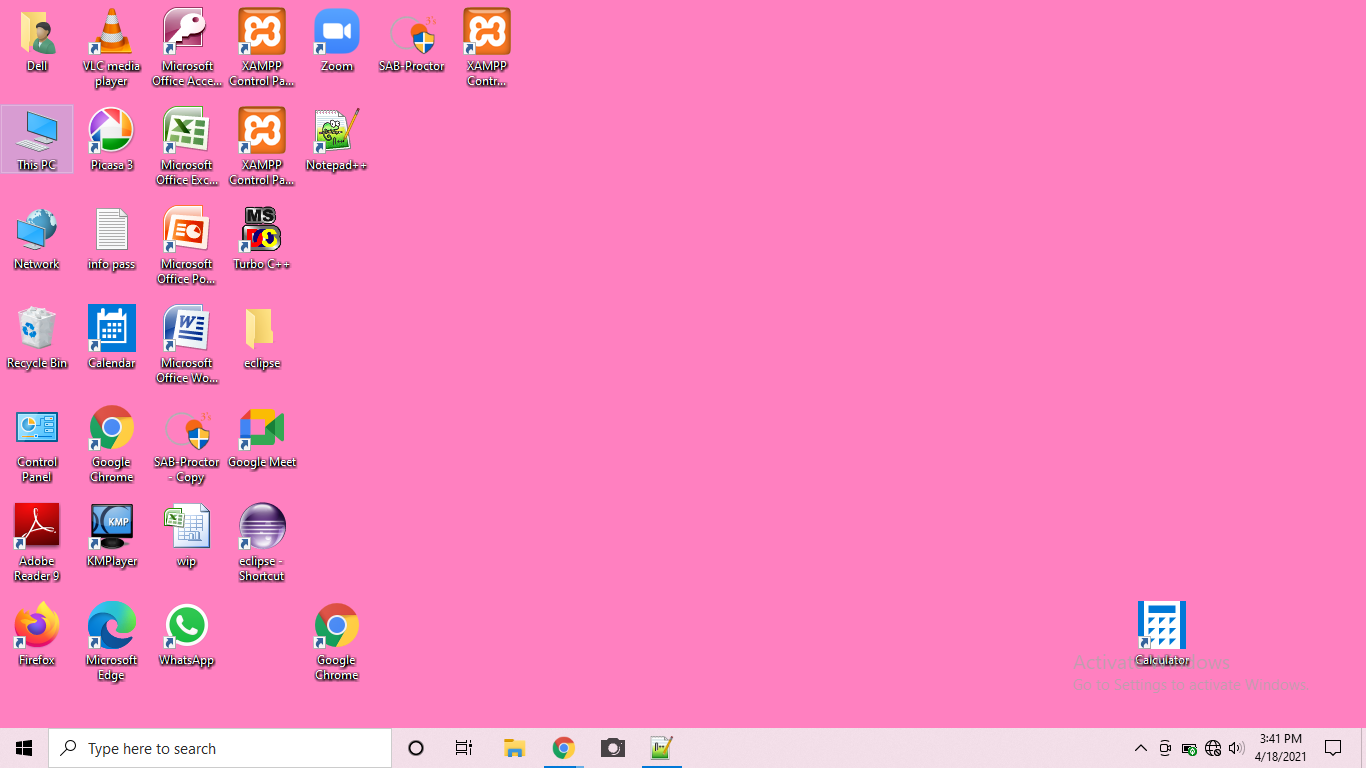 Dell
VLC media
player
Microsoft
Office Acce...
XAMPP
Control Pa...
Zoom
SAB-Proctor
XAMPP
Contr...
This PC
Picasa 3
Microsoft
Office Exc...
XAMPP
Control Pa...
Notepad++
Network
info pass
Microsoft
Office Po...
MS
Turbo C++
Recycle Bin
Calendar
Microsoft
Office Wo...
eclipse
Control
Panel
Google
Chrome
SAB-Proctor
- Copy
Google Meet
Adobe
Reader 9
KMP
KMPlayer
wip
eclipse -
Shortcut
Firefox
Microsoft
Edge
WhatsApp
Google
Chrome
Calculator
Activate Windows
Go to Settings to activate Windows.
Type here to search
3:41 PM
4/18/2021